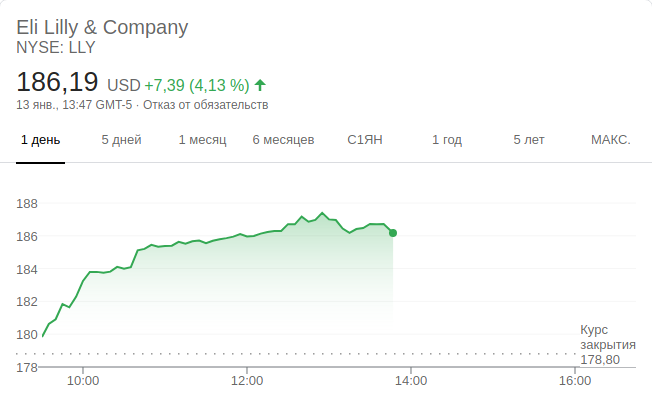 Eli Lilly & Company
NYSE: LLY
186,19 USD +7,39 (4,13 %) ↑
13 янв., 13:47 GMT-5 · Отказ от обязательств
1 день 5 дней 1 месяц 6 месяцев С1ЯН 1 год 5 лет МАКС.
188
186
184
182
180
Курс
закрытия
178,80
178
10:00 12:00 14:00 16:00